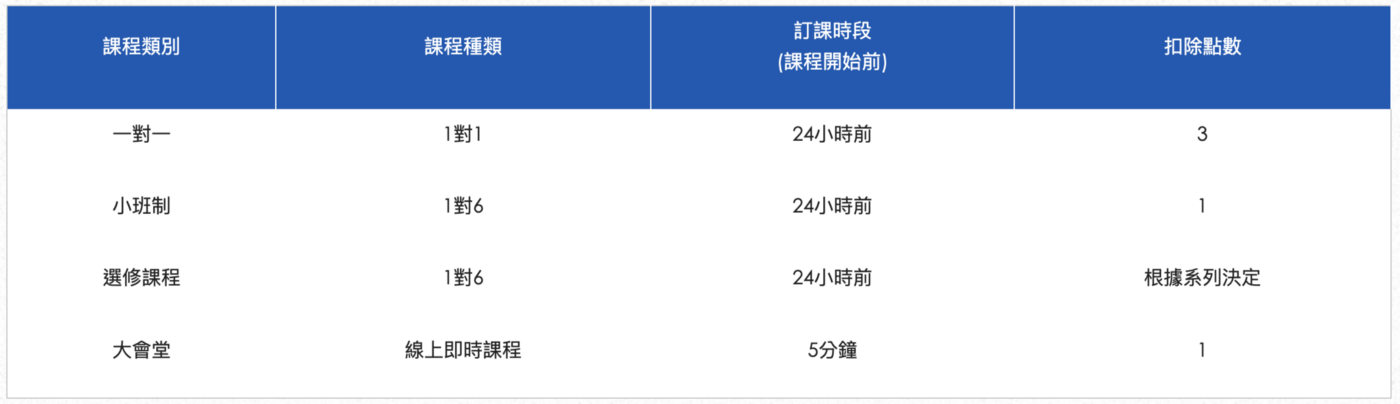 課程類別 課程種類 訂課時段 扣除點數
(課程開始前)
一對一 1對1 24小時前 3
小班制 1對6 24小時前 1
選修課程 1對6 24小時前 根據系列決定
大會堂 線上即時課程 5分鐘 1